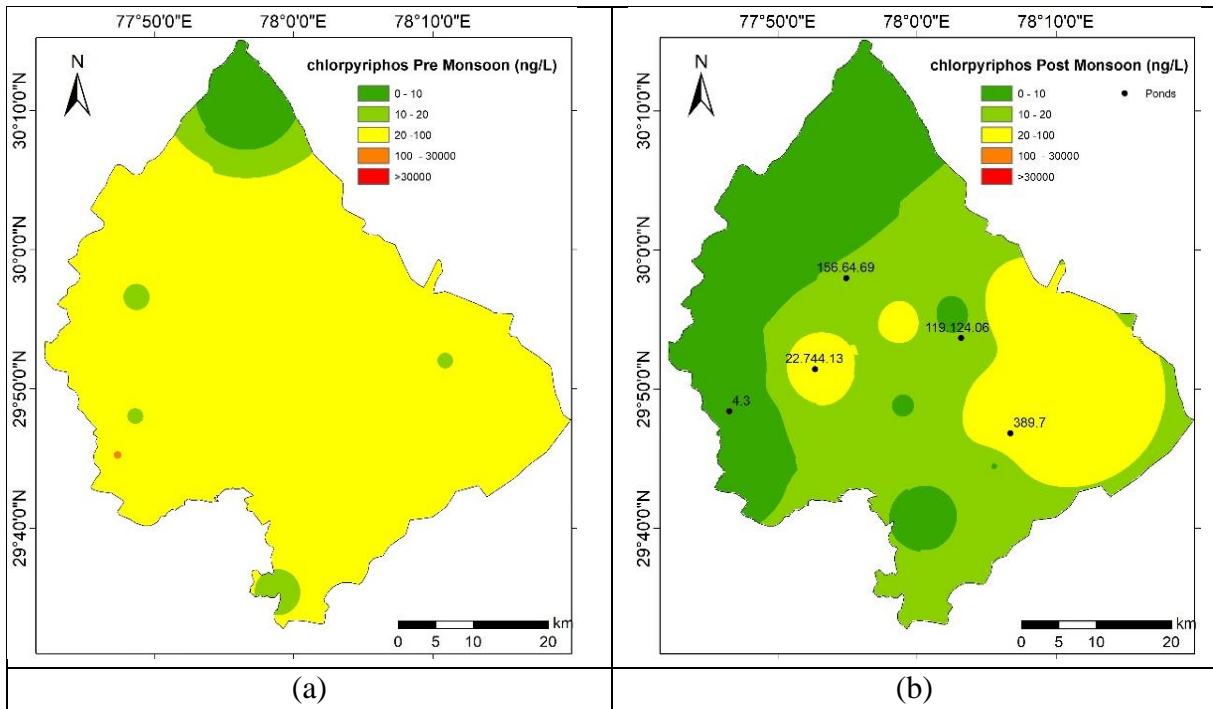 77°50'0"E 78°0'0"E 78°10'0"E
N
chlorpyriphos Pre Monsoon (ng/L)
0 - 10
10 - 20
20 -100
100 - 30000
>30000
30°10'0"N
30°0'0"N
29°50'0"N
29°40'0"N
km
0 5 10 20
(a)
77°50'0"E 78°0'0"E 78°10'0"E
N
chlorpyriphos Post Monsoon (ng/L)
0 - 10
Ponds
10 - 20
20 -100
100 - 30000
>30000
30°10'0"N
30°0'0"N
29°50'0"N
29°40'0"N
156.64.69
119.124.06
22.744.13
4.3
389.7
km
0 5 10 20
(b)